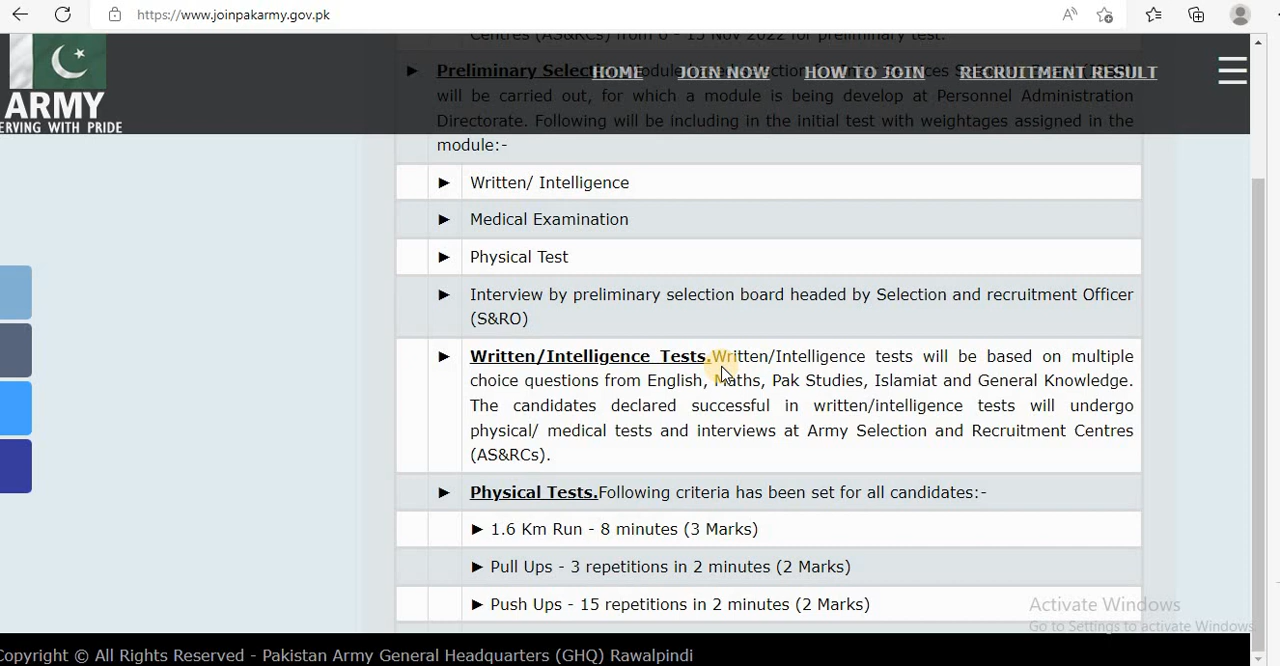 https://www.joinpakarmy.gov.pk
Centres (AS&RCs) from 6 - 15 Nov 2022 for preliminary test.
HOME JOIN NOW HOW TO JOIN RECRUITMENT RESULT
ARMY
ERVING WITH PRIDE
► Preliminary Selecti
will be carried out, for which a module is being develop at Personnel Administration
Directorate. Following will be including in the initial test with weightages assigned in the
module:-
► Written/ Intelligence
► Medical Examination
► Physical Test
► Interview by preliminary selection board headed by Selection and recruitment Officer
(S&RO)
► Written/Intelligence Tests.Written/Intelligence tests will be based on multiple
choice questions from English, Maths, Pak Studies, Islamiat and General Knowledge.
The candidates declared successful in written/intelligence tests will undergo
physical/ medical tests and interviews at Army Selection and Recruitment Centres
(AS&RCs).
► Physical Tests.Following criteria has been set for all candidates:-
► 1.6 Km Run - 8 minutes (3 Marks)
► Pull Ups - 3 repetitions in 2 minutes (2 Marks)
► Push Ups - 15 repetitions in 2 minutes (2 Marks)
Activate Windows
Go to Settings to activate Windows
Copyright © All Rights Reserved - Pakistan Army General Headquarters (GHQ) Rawalpindi